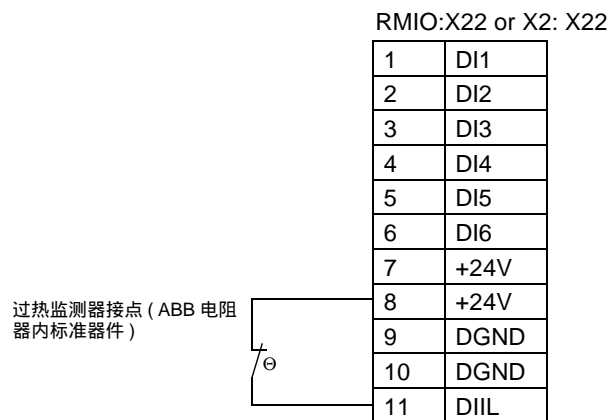 RMIO:X22 or X2: X22
1 DI1
2 DI2
3 DI3
4 DI4
5 DI5
6 DI6
7 +24V
8 +24V
9 DGND
10 DGND
11 DIIL
过热监测器接点 ( ABB 电阻
器内标准器件 )
Θ